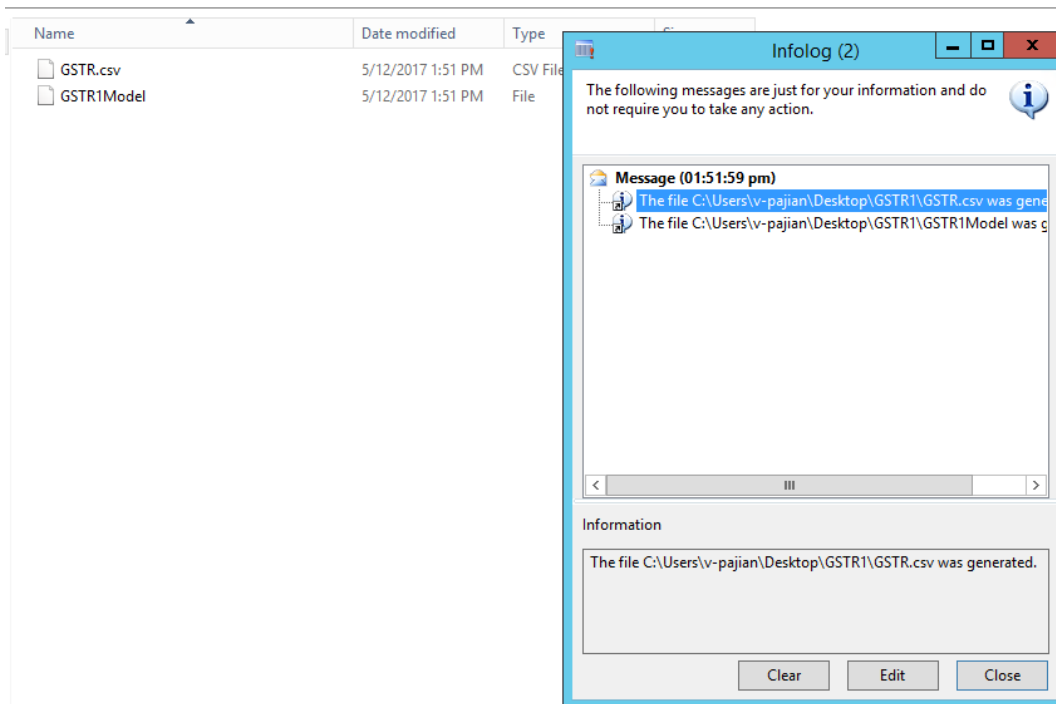 Name Date modified Type
GSTR.csv 5/12/2017 1:51 PM CSV File
GSTR1Model 5/12/2017 1:51 PM File
Infolog (2)
The following messages are just for your information and do
not require you to take any action.
Message (01:51:59 pm)
The file C:\Users\v-pajian\Desktop\GSTR1\GSTR.csv was gene
The file C:\Users\v-pajian\Desktop\GSTR1\GSTR1Model was g
Information
The file C:\Users\v-pajian\Desktop\GSTR1\GSTR.csv was generated.
Clear Edit Close